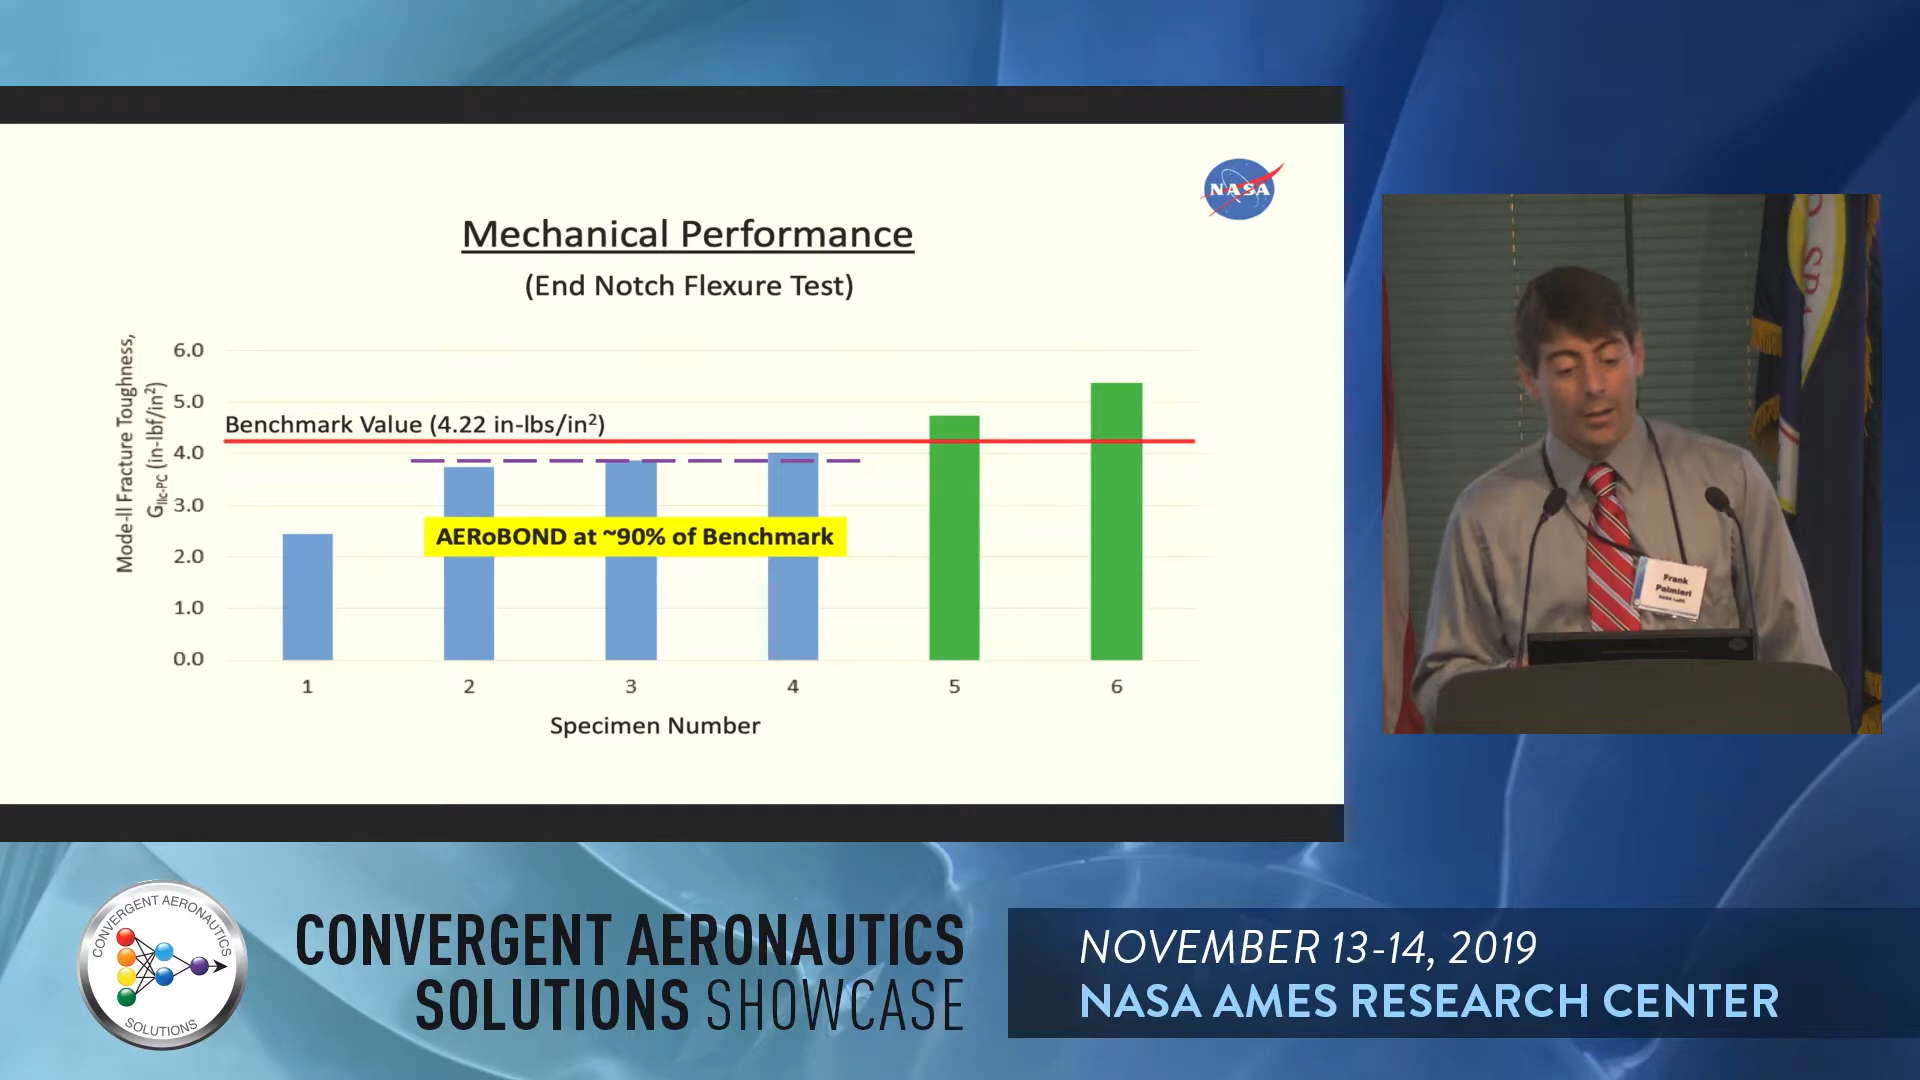 NASA
Mechanical Performance
(End Notch Flexure Test)
Mode-II Fracture Toughness,
G_IIc-PC (in-lbf/in²)
6.0
5.0
4.0
3.0
2.0
1.0
0.0
Benchmark Value (4.22 in-lbs/in²)
AERoBOND at ~90% of Benchmark
1 2 3 4 5 6
Specimen Number
Frank
Palmieri
NASA LaRC
CONVERGENT AERONAUTICS
SOLUTIONS
CONVERGENT AERONAUTICS
SOLUTIONS SHOWCASE
NOVEMBER 13-14, 2019
NASA AMES RESEARCH CENTER